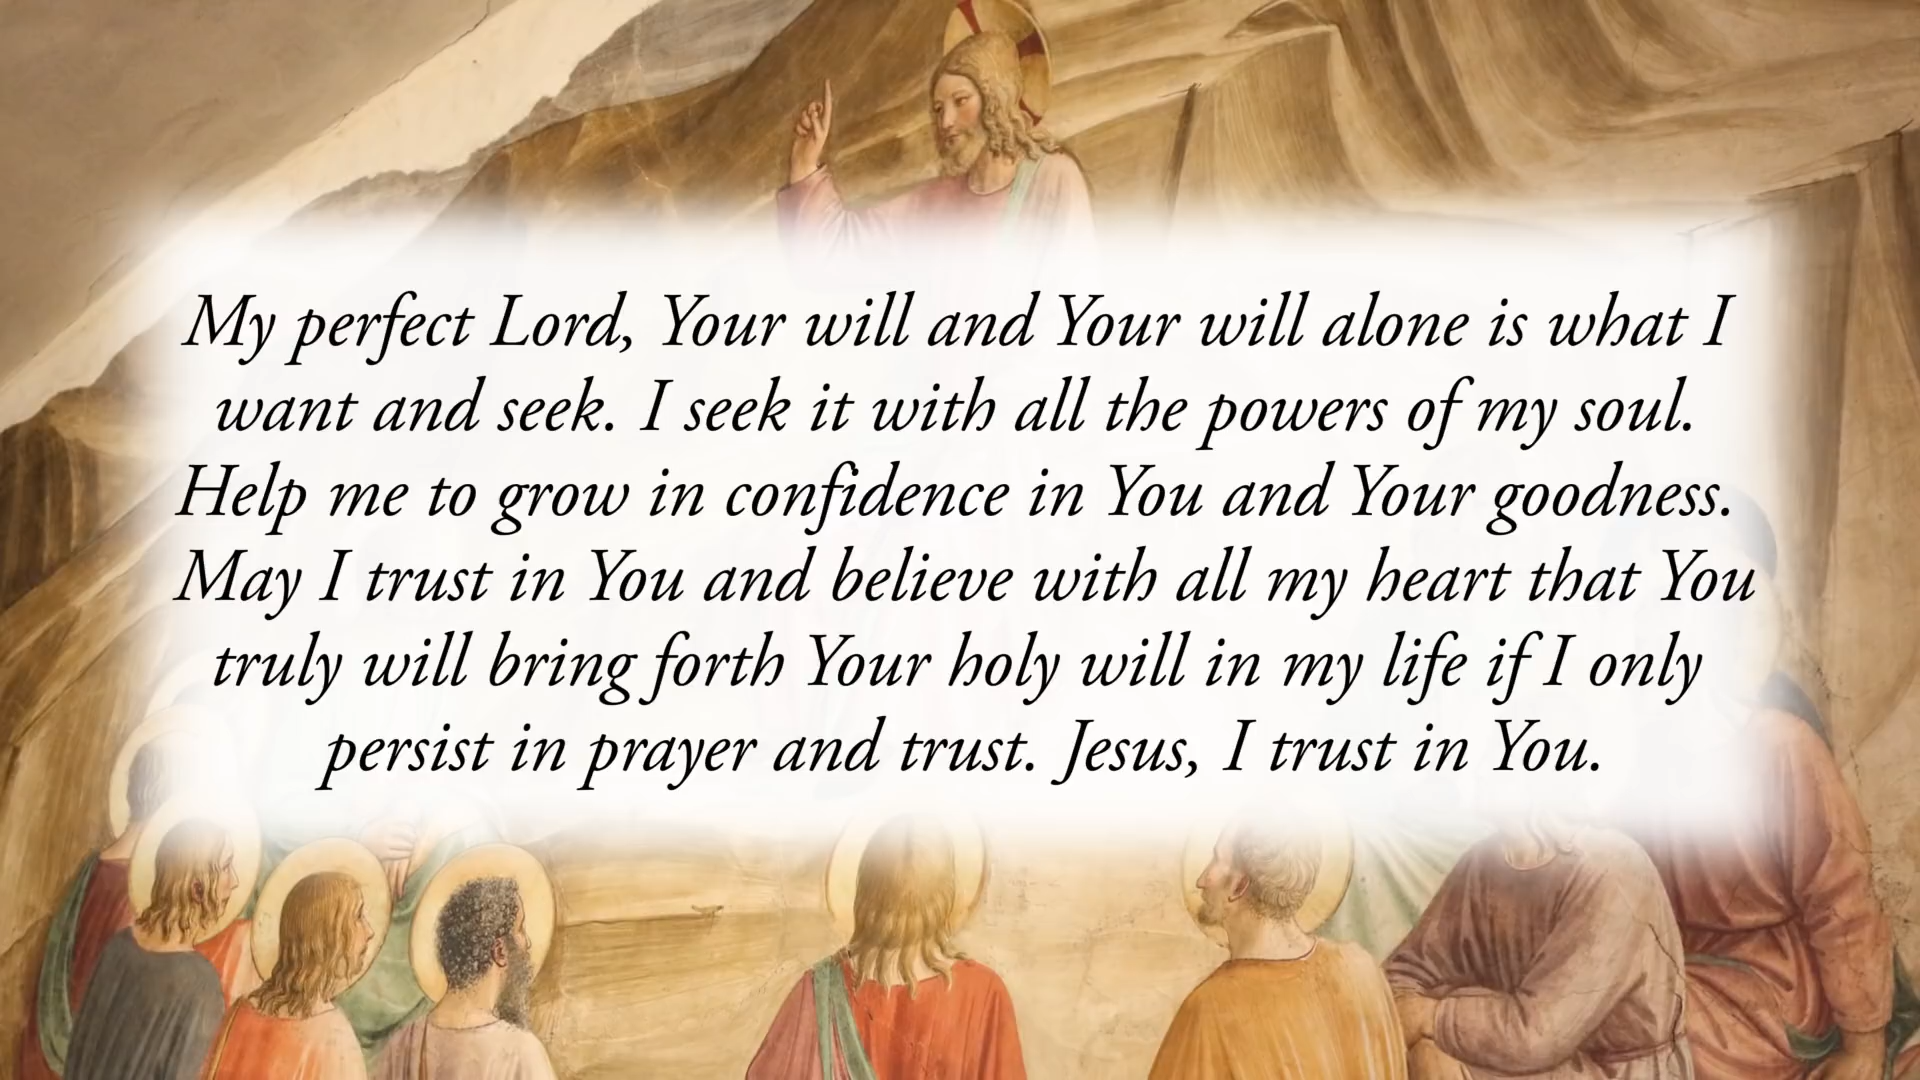 My perfect Lord, Your will and Your will alone is what I
want and seek. I seek it with all the powers of my soul.
Help me to grow in confidence in You and Your goodness.
May I trust in You and believe with all my heart that You
truly will bring forth Your holy will in my life if I only
persist in prayer and trust. Jesus, I trust in You.